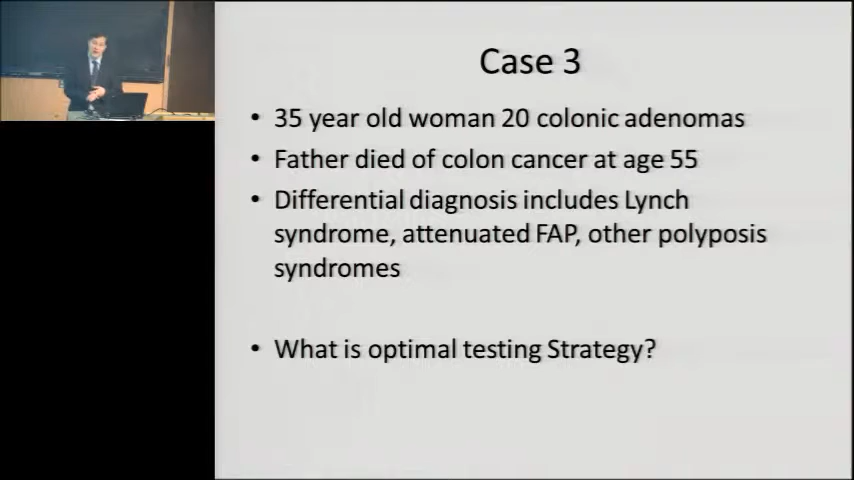 Case 3
• 35 year old woman 20 colonic adenomas
• Father died of colon cancer at age 55
• Differential diagnosis includes Lynch
syndrome, attenuated FAP, other polyposis
syndromes
• What is optimal testing Strategy?